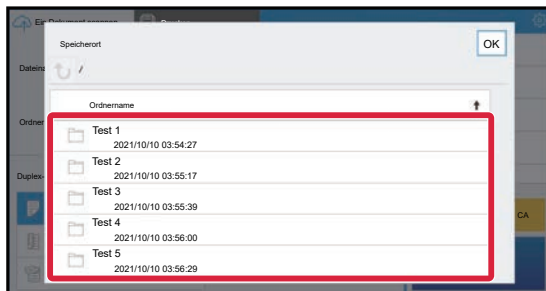 Speicherort
OK
/
Ordnername
Test 1
2021/10/10 03:54:27
Test 2
2021/10/10 03:55:17
Test 3
2021/10/10 03:55:39
Test 4
2021/10/10 03:56:00
Test 5
2021/10/10 03:56:29
Ordner
Duplex-
CA